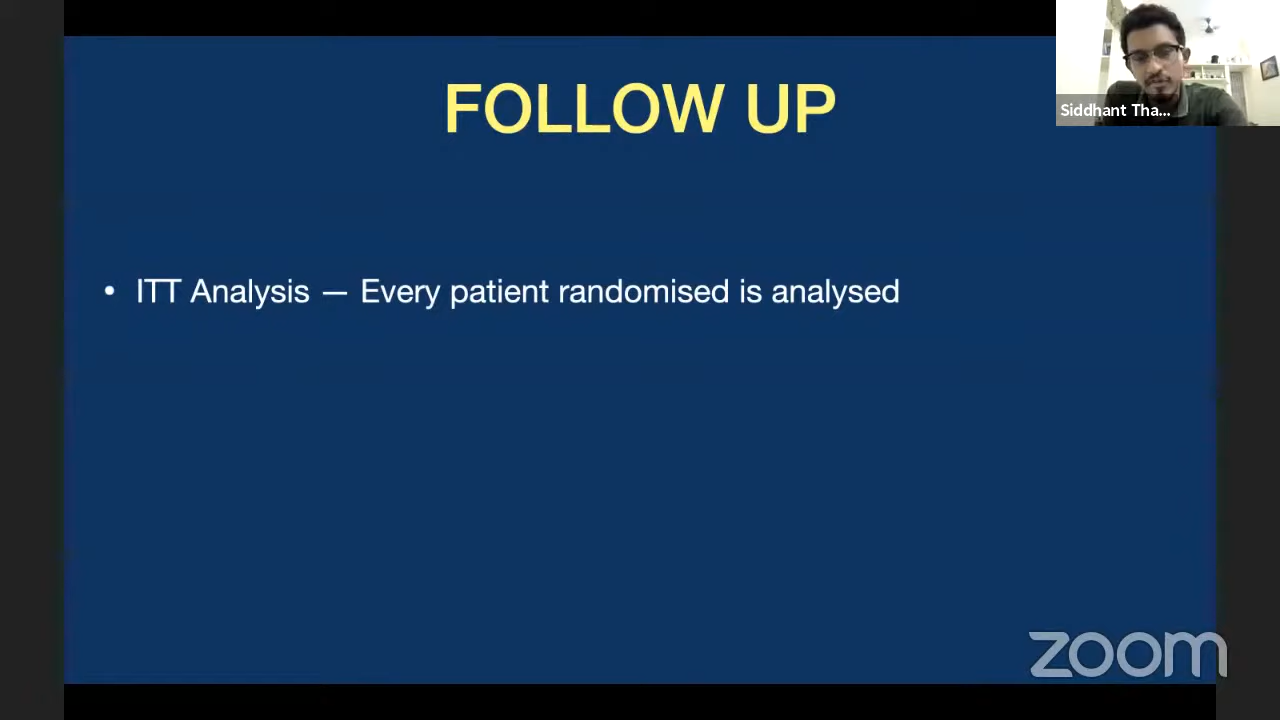 FOLLOW UP
Siddhant Tha...
• ITT Analysis — Every patient randomised is analysed
zoom